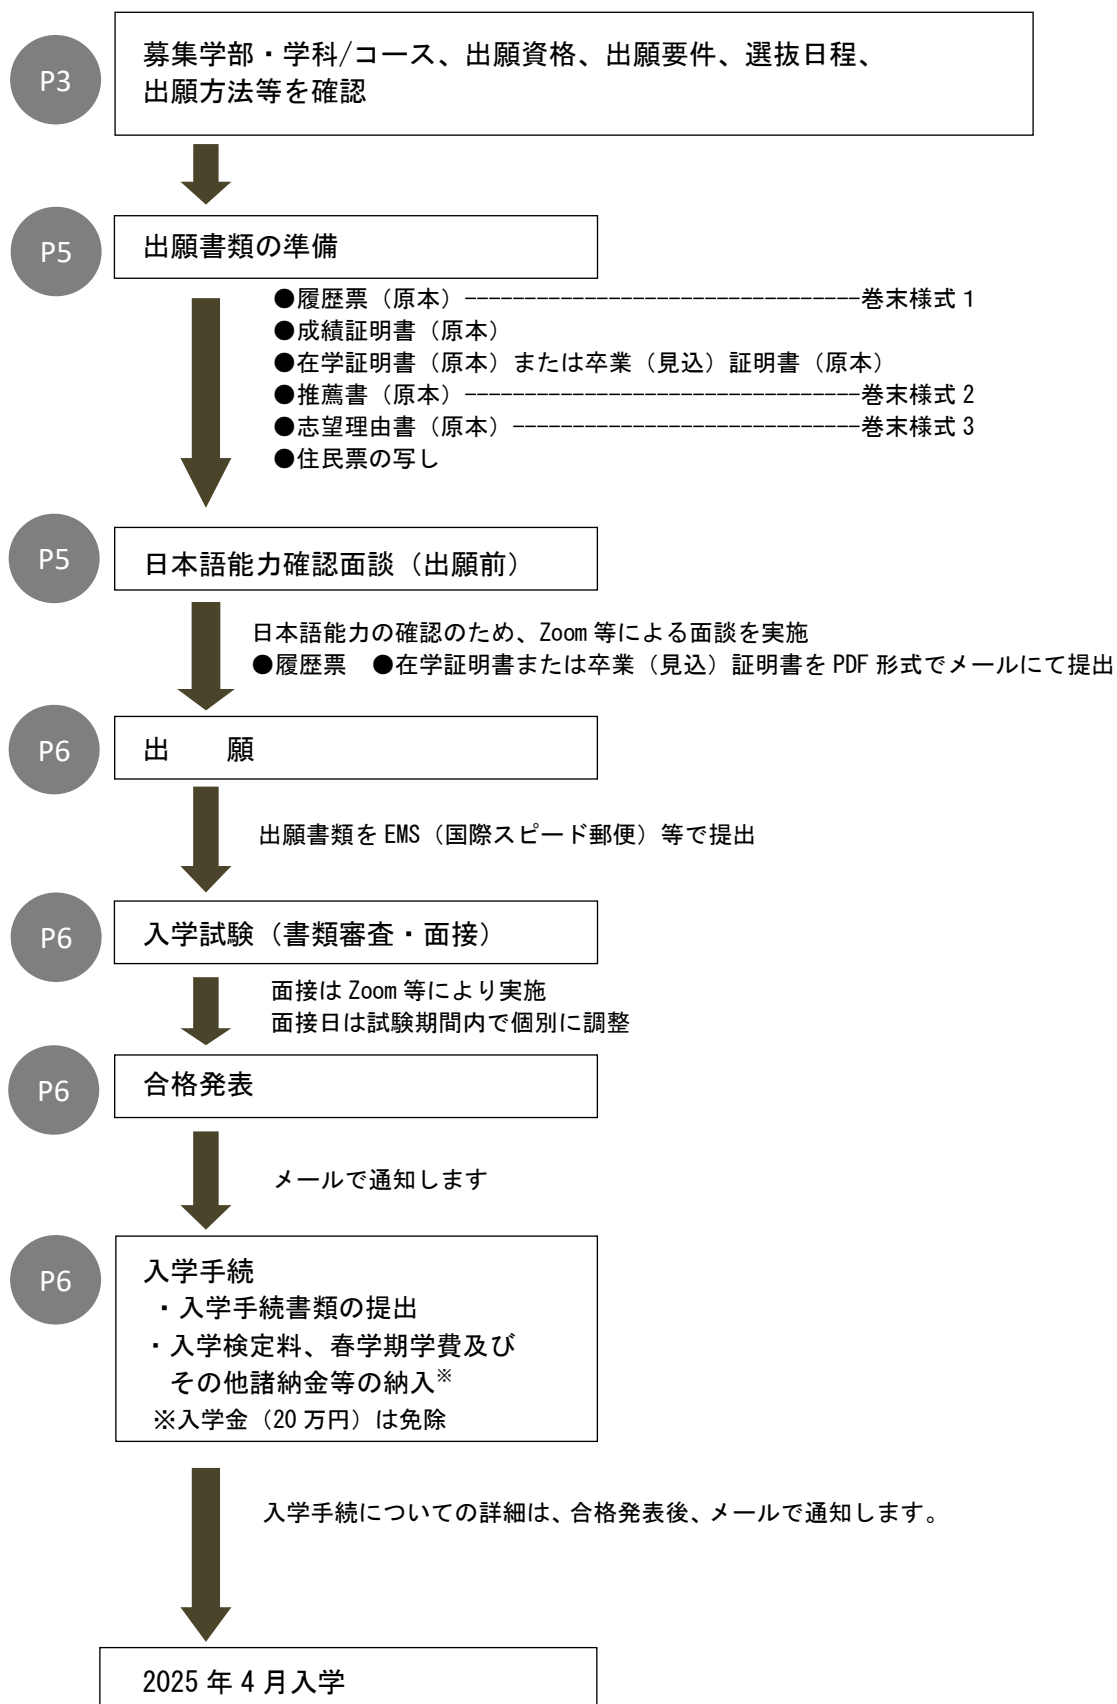 P3
募集学部・学科/コース、出願資格、出願要件、選抜日程、
出願方法等を確認
P5
出願書類の準備
●履歴票（原本）---------------------------------巻末様式 1
●成績証明書（原本）
●在学証明書（原本）または卒業（見込）証明書（原本）
●推薦書（原本）---------------------------------巻末様式 2
●志望理由書（原本）-----------------------------巻末様式 3
●住民票の写し
P5
日本語能力確認面談（出願前）
日本語能力の確認のため、Zoom 等による面談を実施
●履歴票　●在学証明書または卒業（見込）証明書を PDF 形式でメールにて提出
P6
出　　願
出願書類を EMS（国際スピード郵便）等で提出
P6
入学試験（書類審査・面接）
面接は Zoom 等により実施
面接日は試験期間内で個別に調整
P6
合格発表
メールで通知します
P6
入学手続
・入学手続書類の提出
・入学検定料、春学期学費及び
その他諸納金等の納入※
※入学金（20 万円）は免除
入学手続についての詳細は、合格発表後、メールで通知します。
2025 年 4 月入学